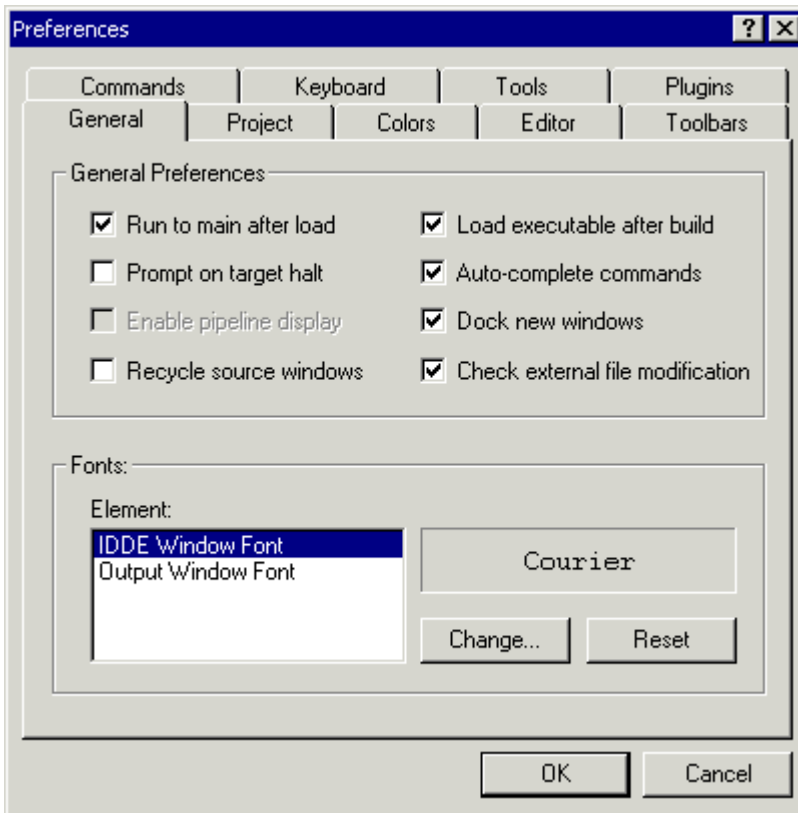 Preferences
Commands Keyboard Tools Plugins
General Project Colors Editor Toolbars
General Preferences
Run to main after load Load executable after build
Prompt on target halt Auto-complete commands
Enable pipeline display Dock new windows
Recycle source windows Check external file modification
Fonts:
Element:
IDDE Window Font
Output Window Font
Courier
Change... Reset
OK Cancel